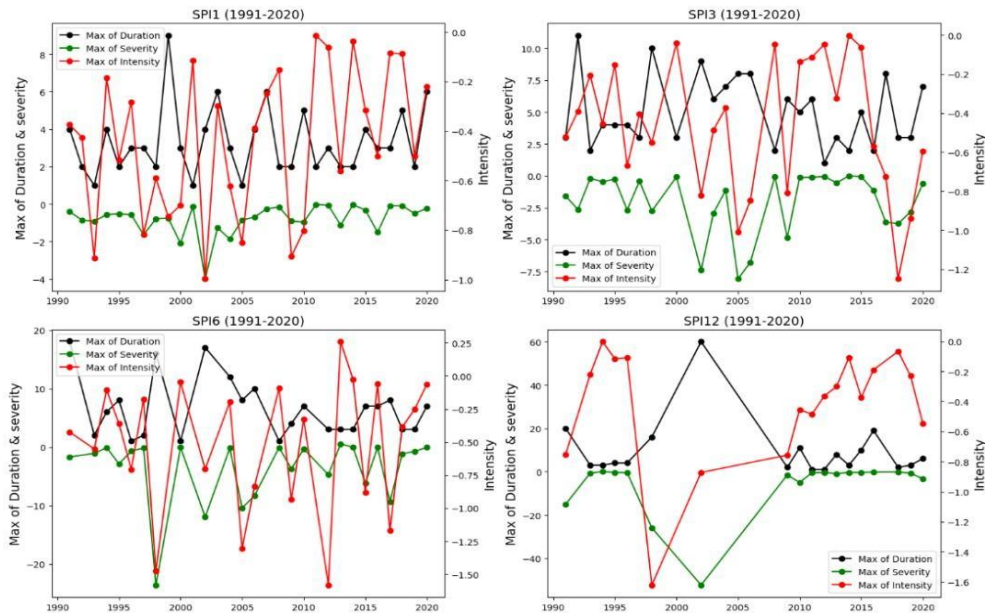 SPI1 (1991-2020)
Max of Duration & severity
8
6
4
2
0
−2
−4
Max of Duration
Max of Severity
Max of Intensity
0.0
−0.2
−0.4
−0.6
−0.8
−1.0
Intensity
1990 1995 2000 2005 2010 2015 2020
SPI3 (1991-2020)
Max of Duration & severity
10.0
7.5
5.0
2.5
0.0
−2.5
−5.0
−7.5
Max of Duration
Max of Severity
Max of Intensity
0.0
−0.2
−0.4
−0.6
−0.8
−1.0
−1.2
Intensity
1990 1995 2000 2005 2010 2015 2020
SPI6 (1991-2020)
Max of Duration & severity
20
10
0
−10
−20
Max of Duration
Max of Severity
Max of Intensity
0.25
0.00
−0.25
−0.50
−0.75
−1.00
−1.25
−1.50
Intensity
1990 1995 2000 2005 2010 2015 2020
SPI12 (1991-2020)
Max of Duration & severity
60
40
20
0
−20
−40
Max of Duration
Max of Severity
Max of Intensity
0.0
−0.2
−0.4
−0.6
−0.8
−1.0
−1.2
−1.4
−1.6
Intensity
1990 1995 2000 2005 2010 2015 2020